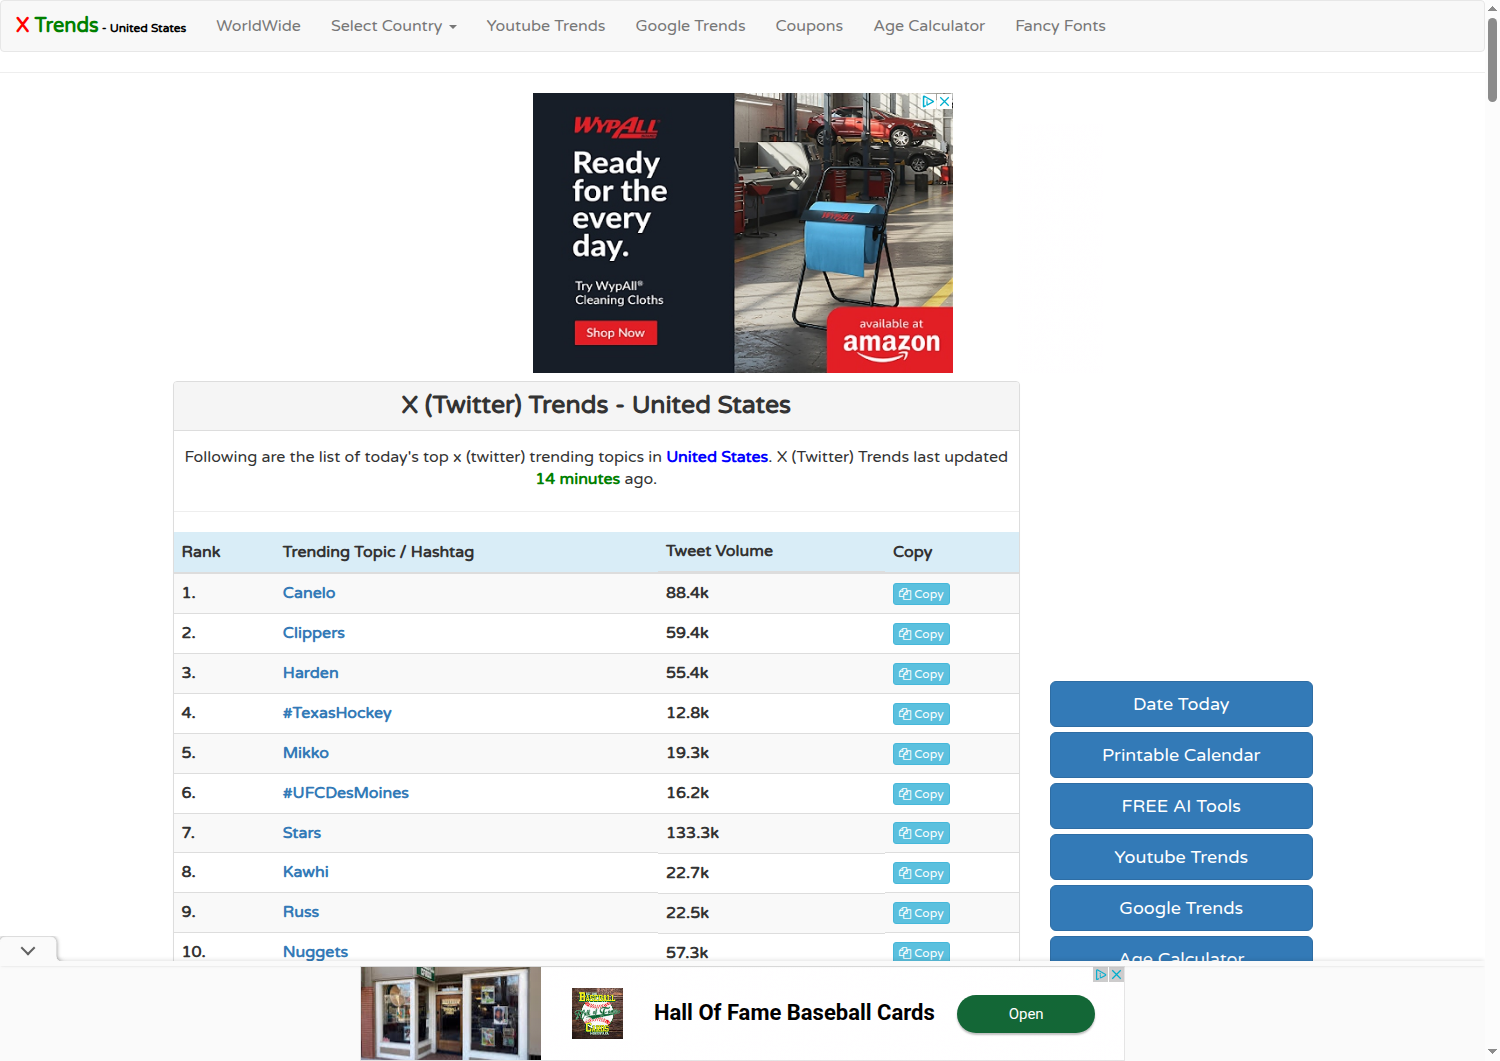 X Trends - United States WorldWide Select Country Youtube Trends Google Trends Coupons Age Calculator Fancy Fonts
WYPALL
Ready
for the
every
day.
Try WypAll®
Cleaning Cloths
Shop Now
WYPALL
available at
amazon
X (Twitter) Trends - United States
Following are the list of today's top x (twitter) trending topics in United States. X (Twitter) Trends last updated
14 minutes ago.
Rank Trending Topic / Hashtag Tweet Volume Copy
1. Canelo 88.4k Copy
2. Clippers 59.4k Copy
3. Harden 55.4k Copy
4. #TexasHockey 12.8k Copy
5. Mikko 19.3k Copy
6. #UFCDesMoines 16.2k Copy
7. Stars 133.3k Copy
8. Kawhi 22.7k Copy
9. Russ 22.5k Copy
10. Nuggets 57.3k Copy
Date Today
Printable Calendar
FREE AI Tools
Youtube Trends
Google Trends
Age Calculator
BASEBALL
Hall of Fame
CARDS
Hall Of Fame Baseball Cards
Open